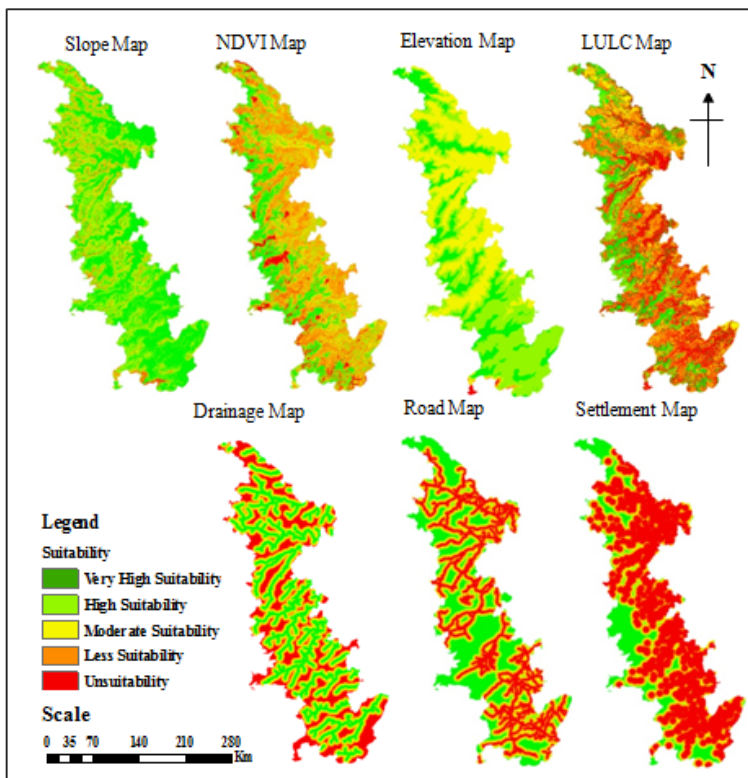 Slope Map
NDVI Map
Elevation Map
LULC Map
N
Drainage Map
Road Map
Settlement Map
Legend
Suitability
Very High Suitability
High Suitability
Moderate Suitability
Less Suitability
Unsuitability
Scale
0 35 70 140 210 280
Km